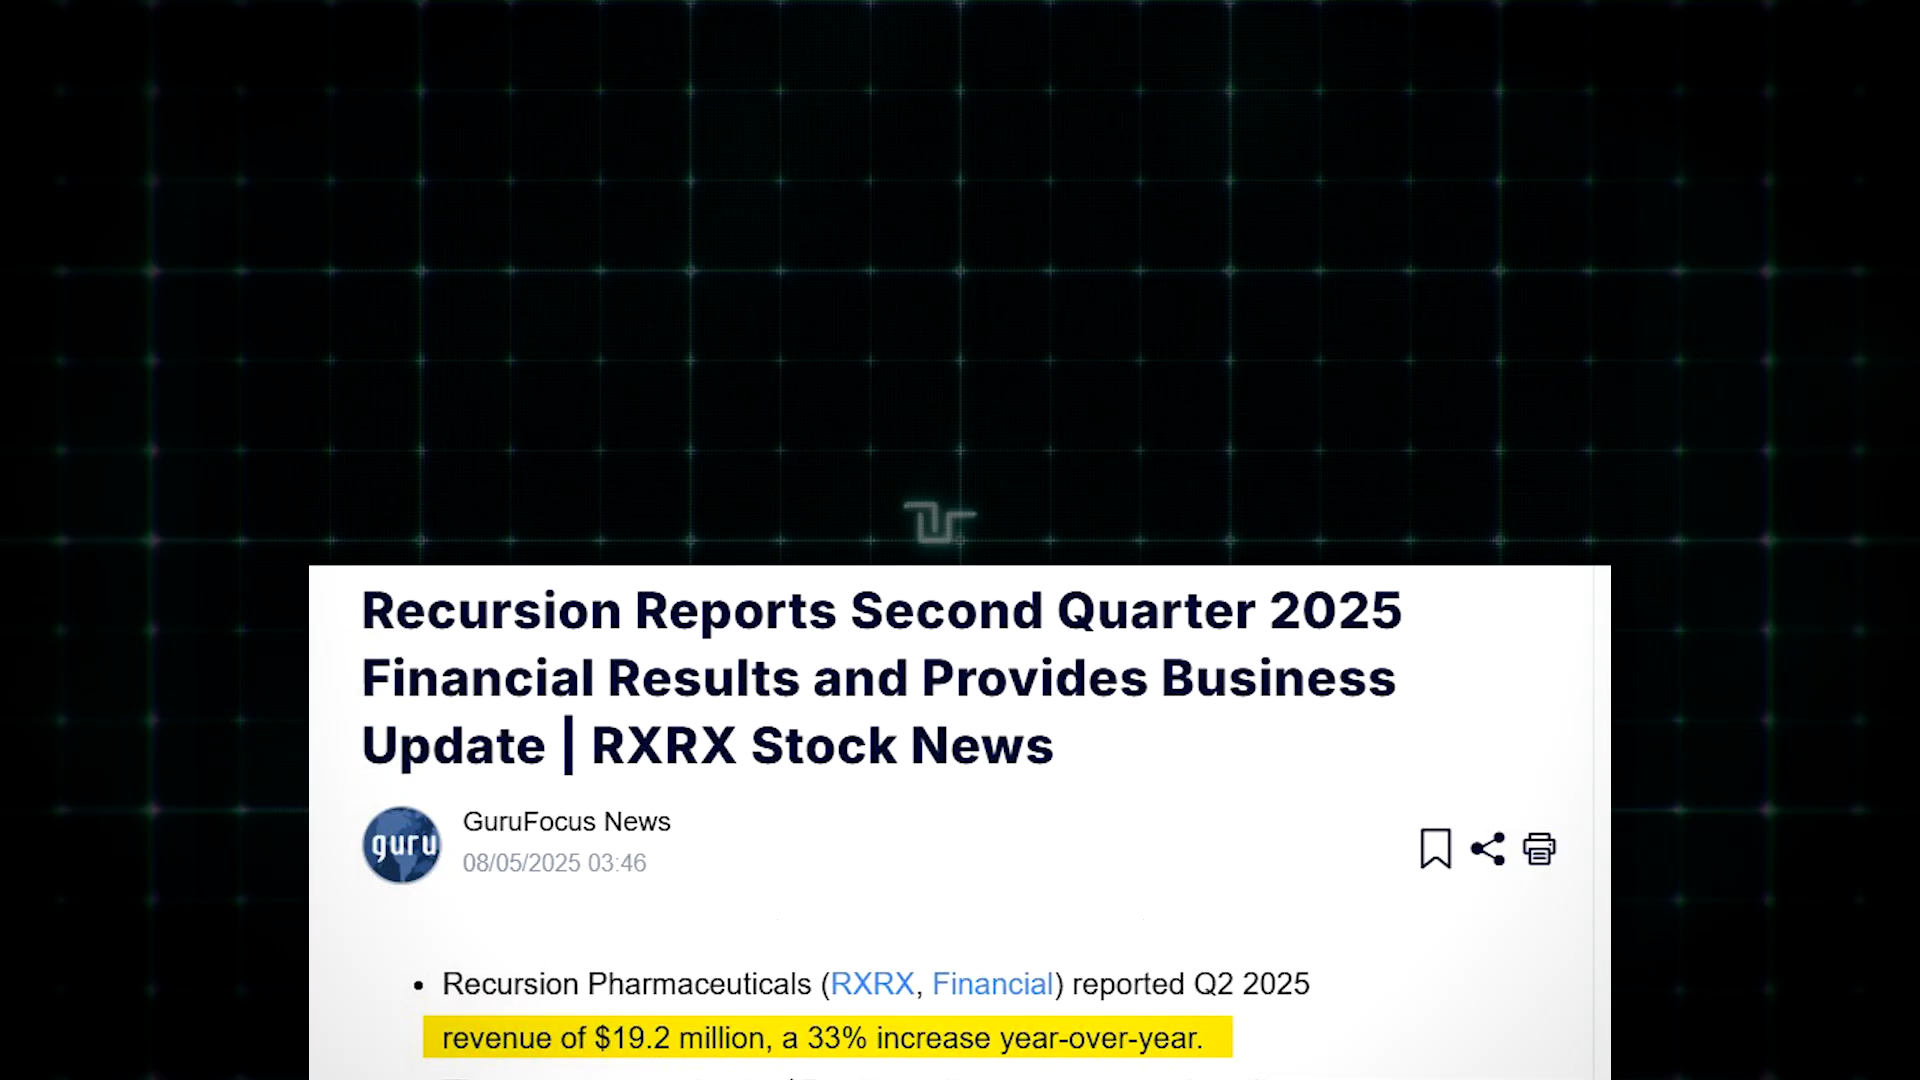 Recursion Reports Second Quarter 2025
Financial Results and Provides Business
Update | RXRX Stock News
guru
GuruFocus News
08/05/2025 03:46
• Recursion Pharmaceuticals (RXRX, Financial) reported Q2 2025
revenue of $19.2 million, a 33% increase year-over-year.